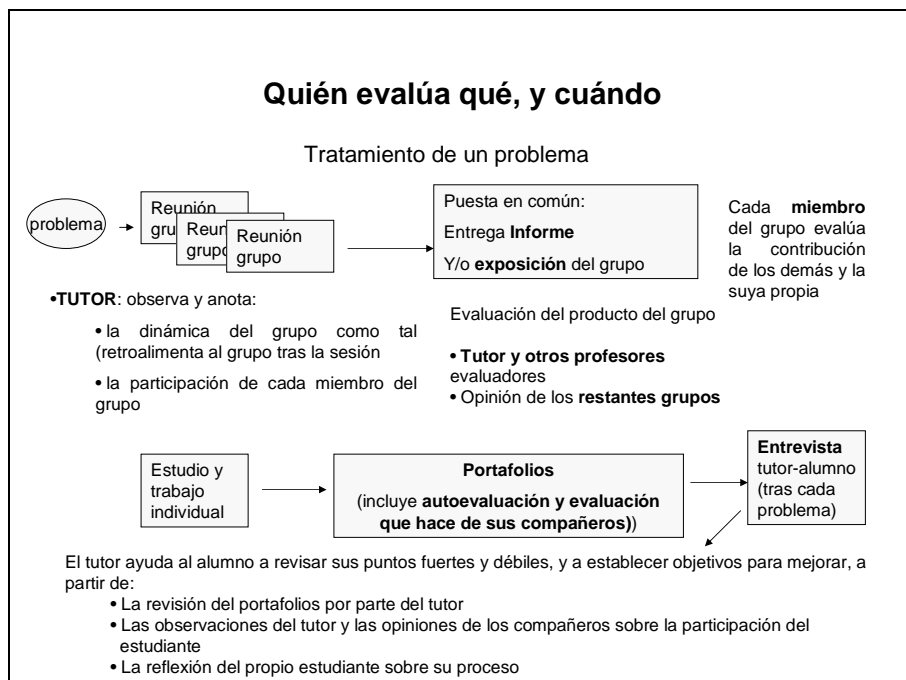 Quién evalúa qué, y cuándo
Tratamiento de un problema
problema
Reunión
gru
Reun
grupo
Reunión
grupo
Puesta en común:
Entrega Informe
Y/o exposición del grupo
Cada miembro
del grupo evalúa
la contribución
de los demás y la
suya propia
•TUTOR: observa y anota:
• la dinámica del grupo como tal
(retroalimenta al grupo tras la sesión
• la participación de cada miembro del
grupo
Evaluación del producto del grupo
• Tutor y otros profesores
evaluadores
• Opinión de los restantes grupos
Estudio y
trabajo
individual
Portafolios
(incluye autoevaluación y evaluación
que hace de sus compañeros))
Entrevista
tutor-alumno
(tras cada
problema)
El tutor ayuda al alumno a revisar sus puntos fuertes y débiles, y a establecer objetivos para mejorar, a
partir de:
• La revisión del portafolios por parte del tutor
• Las observaciones del tutor y las opiniones de los compañeros sobre la participación del
estudiante
• La reflexión del propio estudiante sobre su proceso